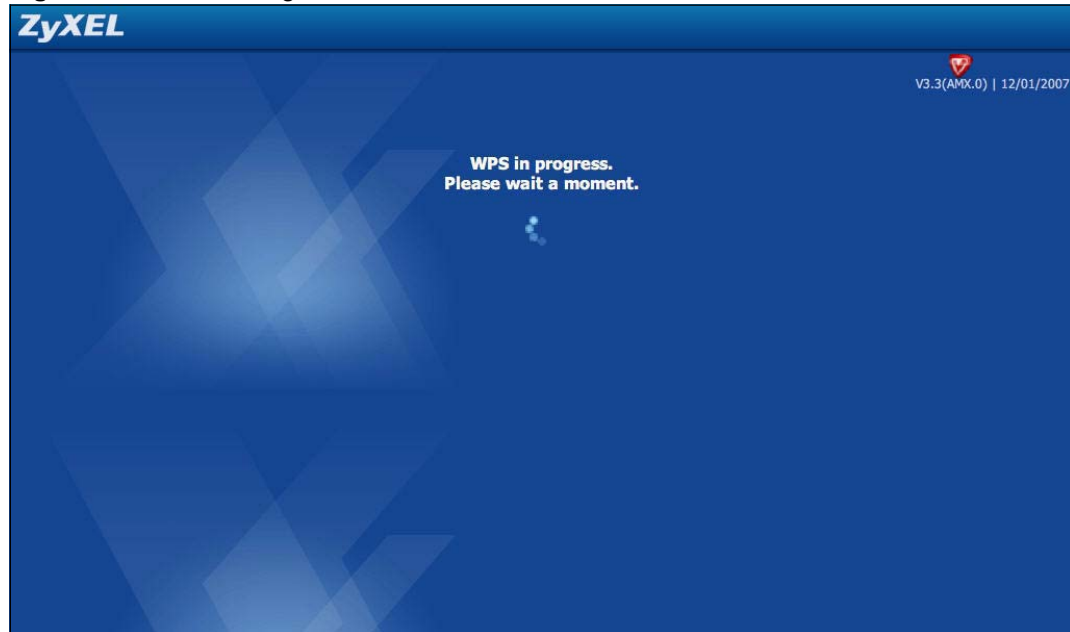 ZyXEL
V3.3(AMX.0) | 12/01/2007
WPS in progress.
Please wait a moment.